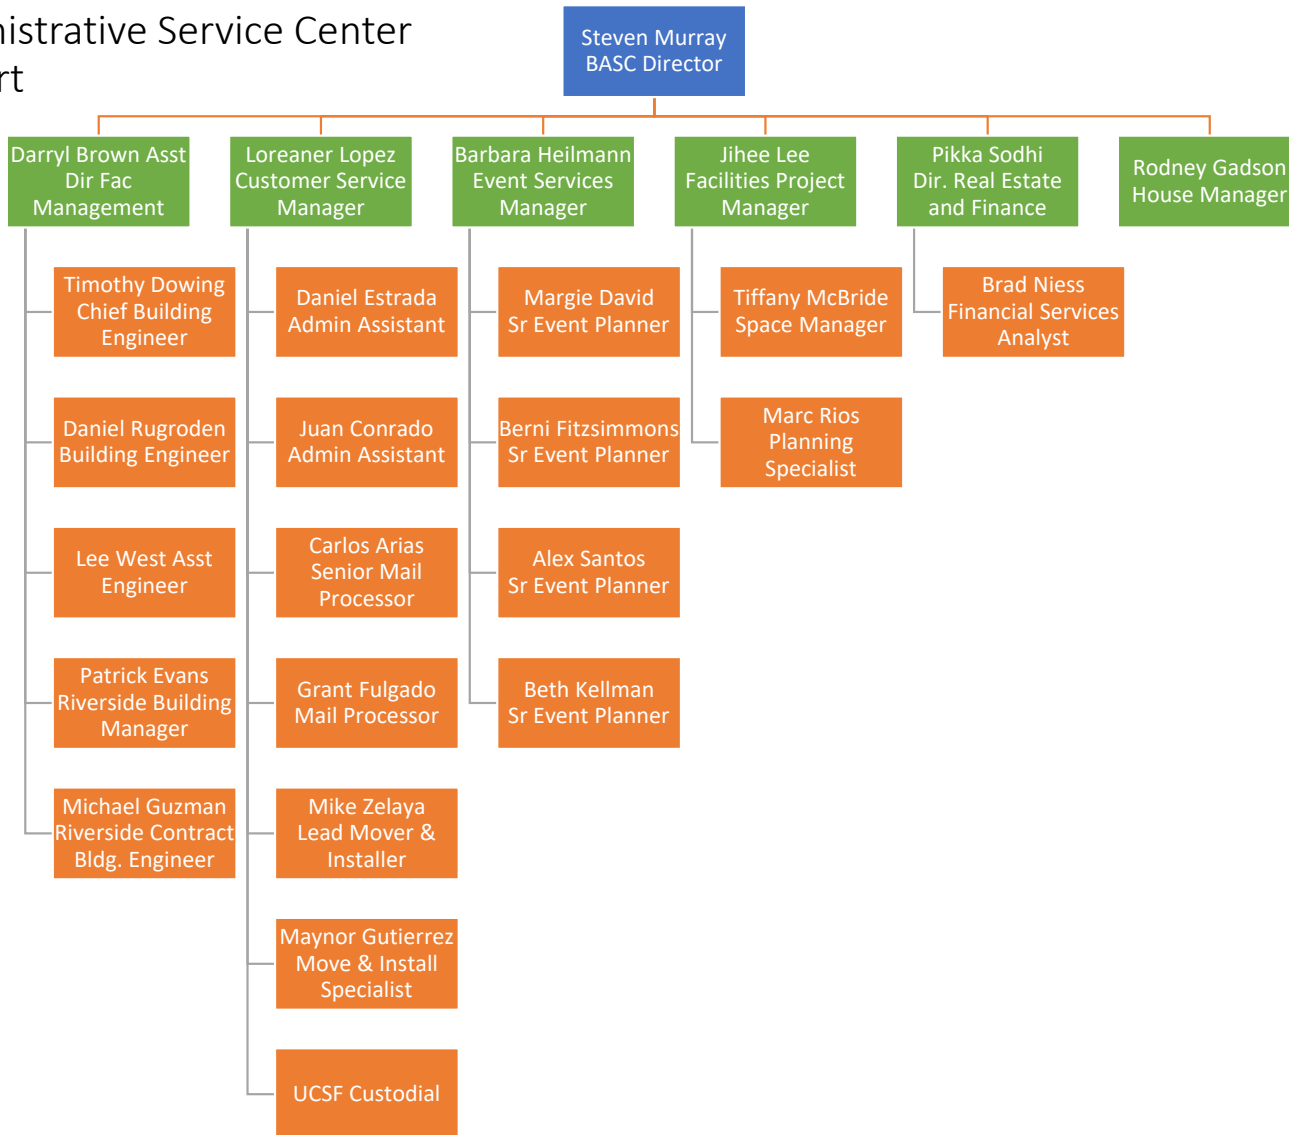 nistrative Service Center
rt
Steven Murray
BASC Director
Darryl Brown Asst
Dir Fac
Management
Loreaner Lopez
Customer Service
Manager
Barbara Heilmann
Event Services
Manager
Jihee Lee
Facilities Project
Manager
Pikka Sodhi
Dir. Real Estate
and Finance
Rodney Gadson
House Manager
Timothy Dowing
Chief Building
Engineer
Daniel Rugroden
Building Engineer
Lee West Asst
Engineer
Patrick Evans
Riverside Building
Manager
Michael Guzman
Riverside Contract
Bldg. Engineer
Daniel Estrada
Admin Assistant
Juan Conrado
Admin Assistant
Carlos Arias
Senior Mail
Processor
Grant Fulgado
Mail Processor
Mike Zelaya
Lead Mover &
Installer
Maynor Gutierrez
Move & Install
Specialist
UCSF Custodial
Margie David
Sr Event Planner
Berni Fitzsimmons
Sr Event Planner
Alex Santos
Sr Event Planner
Beth Kellman
Sr Event Planner
Tiffany McBride
Space Manager
Marc Rios
Planning
Specialist
Brad Niess
Financial Services
Analyst